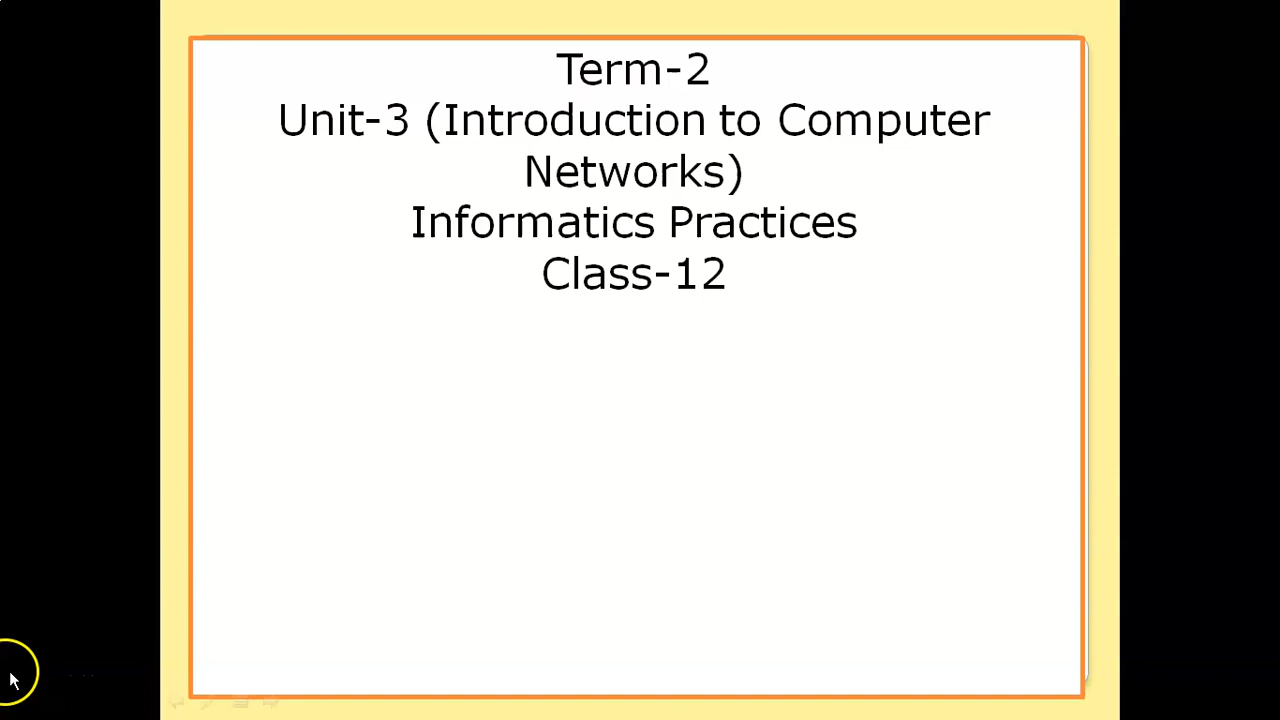 Term-2
Unit-3 (Introduction to Computer
Networks)
Informatics Practices
Class-12